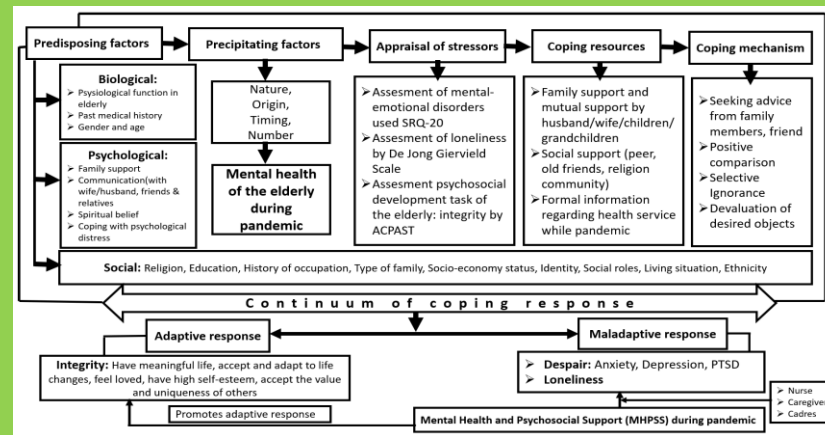 Predisposing factors
Precipitating factors
Appraisal of stressors
Coping resources
Coping mechanism
Biological:
➢ Psysiological function in
elderly
➢ Past medical history
➢ Gender and age
Psychological:
➢ Family support
➢ Communication(with
wife/husband, friends &
relatives
➢ Spiritual belief
➢ Coping with psychological
distress
Nature,
Origin,
Timing,
Number
Mental health
of the elderly
during
pandemic
➢ Assesment of mental-
emotional disorders
used SRQ-20
➢ Assesment of loneliness
by De Jong Giervield
Scale
➢ Assesment psychosocial
development task of
the elderly: integrity by
ACPAST
➢ Family support and
mutual support by
husband/wife/children/
grandchildren
➢ Social support (peer,
old friends, religion
community)
➢ Formal information
regarding health service
while pandemic
➢ Seeking advice
from family
members, friend
➢ Positive
comparison
➢ Selective
Ignorance
➢ Devaluation of
desired objects
Social: Religion, Education, History of occupation, Type of family, Socio-economy status, Identity, Social roles, Living situation, Ethnicity
Continuum of coping response
Adaptive response
Maladaptive response
Integrity: Have meaningful life, accept and adapt to life
changes, feel loved, have high self-esteem, accept the value
and uniqueness of others
➢ Despair: Anxiety, Depression, PTSD
➢ Loneliness
➢ Nurse
➢ Caregiver
➢ Cadres
Promotes adaptive response
Mental Health and Psychosocial Support (MHPSS) during pandemic